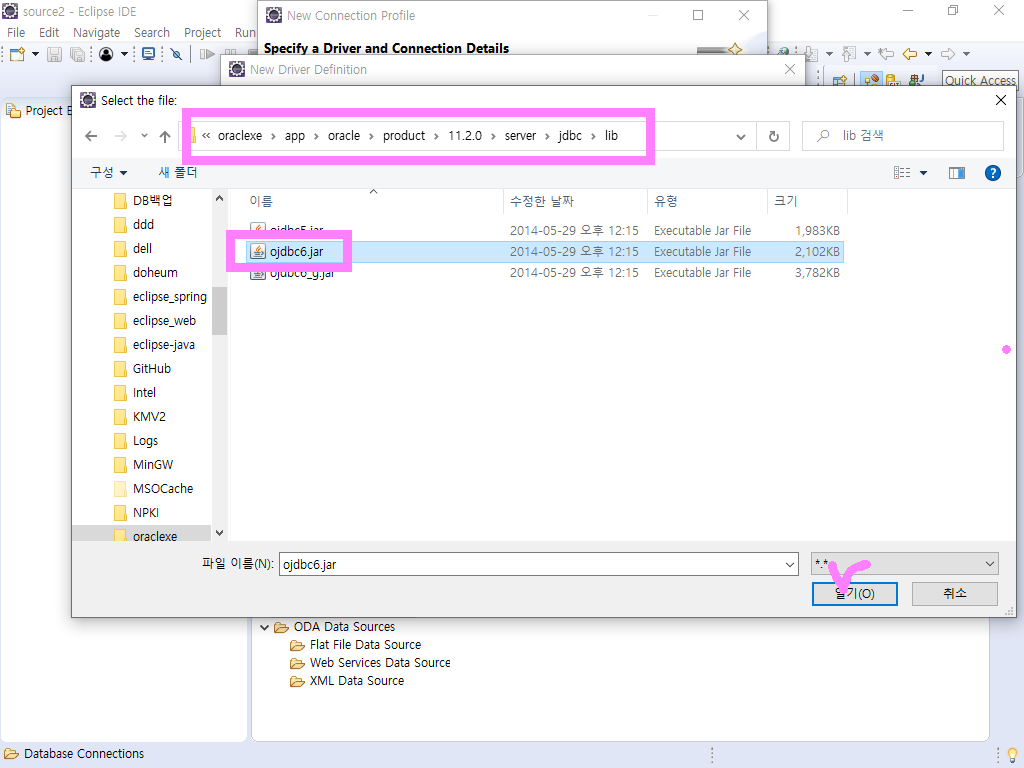 source2 - Eclipse IDE
New Connection Profile
File Edit Navigate Search Project Run
Specify a Driver and Connection Details
New Driver Definition
Quick Access
Project E
Select the file:
« oraclexe › app › oracle › product › 11.2.0 › server › jdbc › lib
lib 검색
구성 새 폴더
이름 수정한 날짜 유형 크기
DB백업
ddd
dell
doheum
eclipse_spring
eclipse_web
eclipse-java
GitHub
Intel
KMV2
Logs
MinGW
MSOCache
NPKI
oraclexe
ojdbc5.jar 2014-05-29 오후 12:15 Executable Jar File 1,983KB
ojdbc6.jar 2014-05-29 오후 12:15 Executable Jar File 2,102KB
ojdbc6_g.jar 2014-05-29 오후 12:15 Executable Jar File 3,782KB
파일 이름(N): ojdbc6.jar *.*
열기(O) 취소
ODA Data Sources
Flat File Data Source
Web Services Data Source
XML Data Source
Database Connections